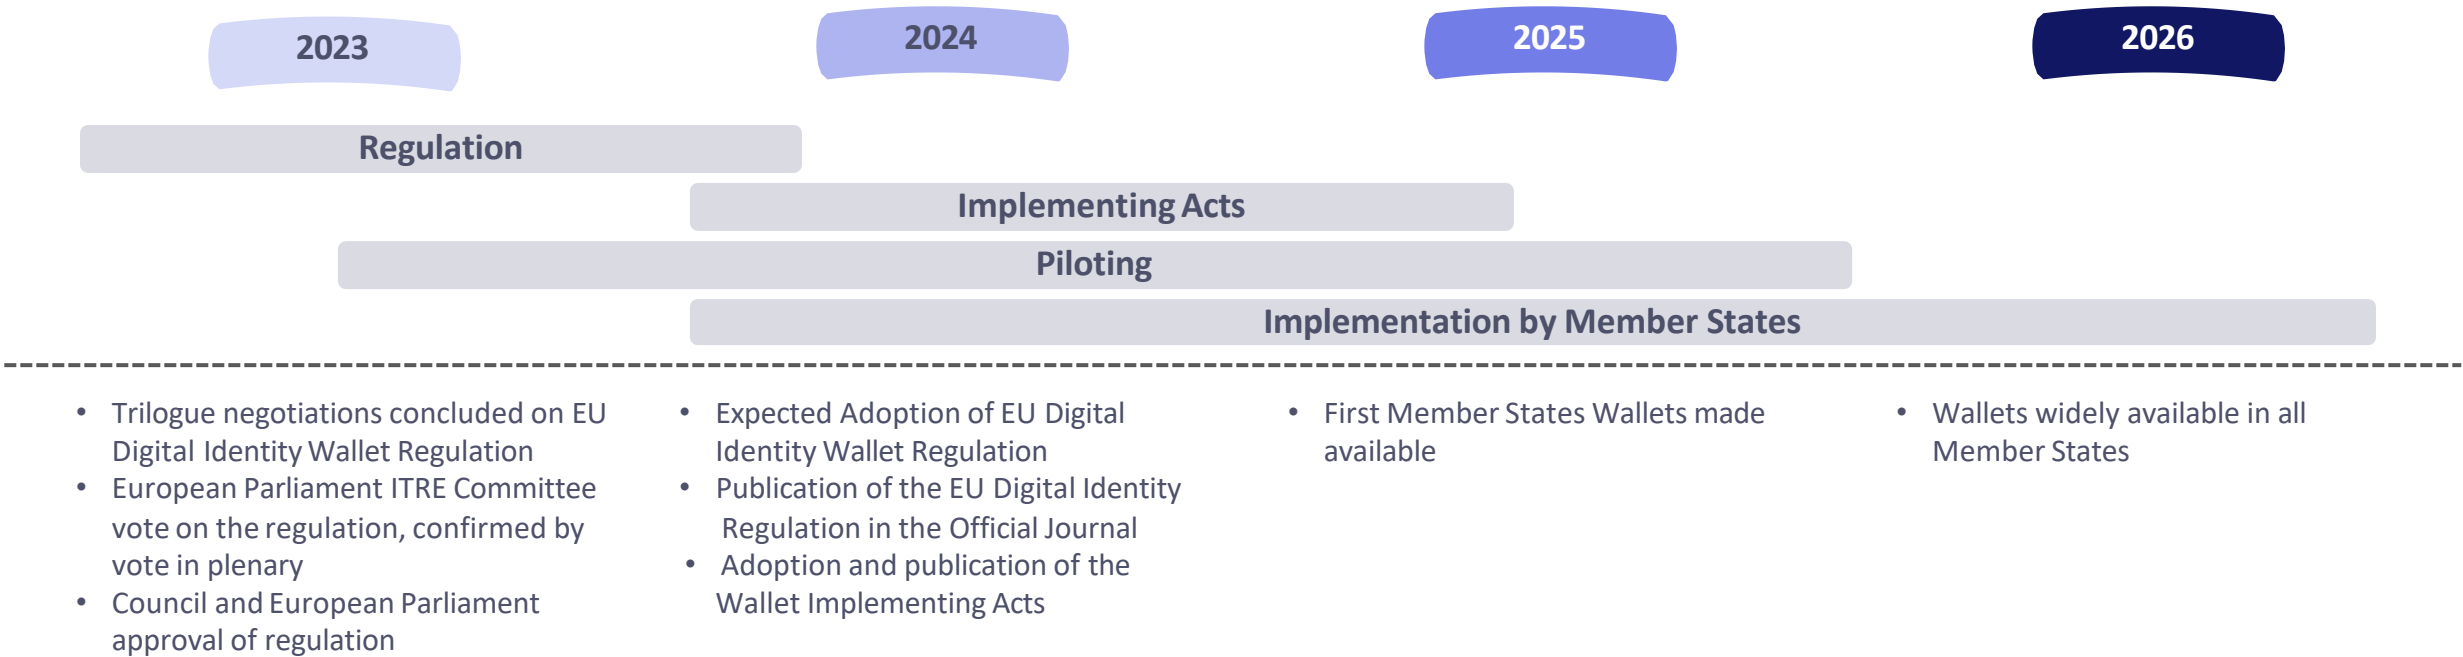 2023
2024
2025
2026
Regulation
Implementing Acts
Piloting
Implementation by Member States
• Trilogue negotiations concluded on EU
Digital Identity Wallet Regulation
• European Parliament ITRE Committee
vote on the regulation, confirmed by
vote in plenary
• Council and European Parliament
approval of regulation
• Expected Adoption of EU Digital
Identity Wallet Regulation
• Publication of the EU Digital Identity
Regulation in the Official Journal
• Adoption and publication of the
Wallet Implementing Acts
• First Member States Wallets made
available
• Wallets widely available in all
Member States